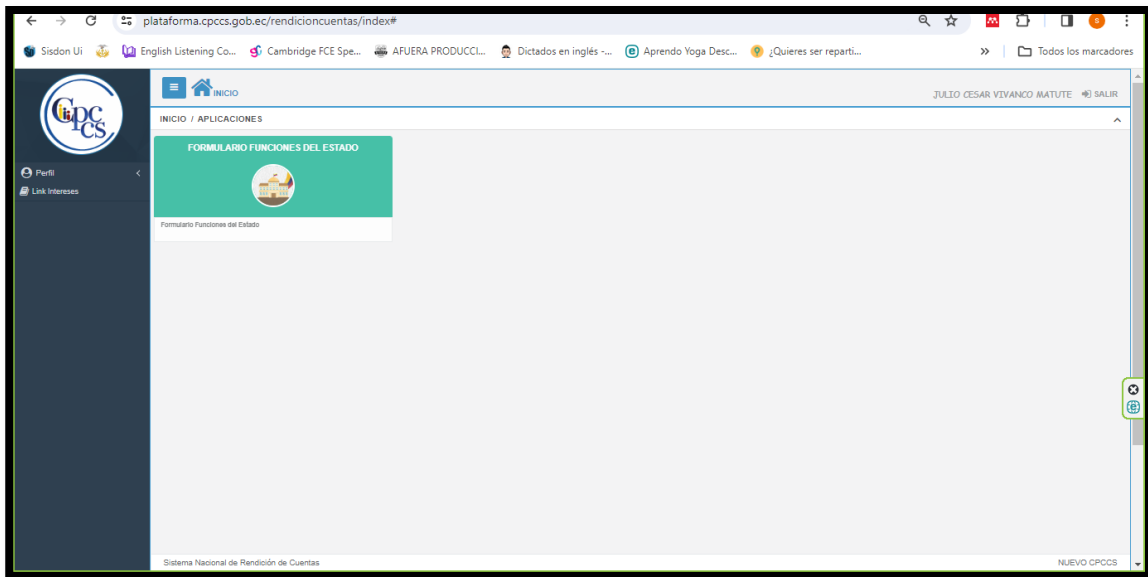 plataforma.cpccs.gob.ec/rendicioncuentas/index#
S
Sisdon Ui
English Listening Co...
Cambridge FCE Spe...
AFUERA PRODUCCI...
Dictados en inglés -...
Aprendo Yoga Desc...
¿Quieres ser reparti...
»
Todos los marcadores
CPCCS
INICIO
JULIO CESAR VIVANCO MATUTE
SALIR
INICIO / APLICACIONES
FORMULARIO FUNCIONES DEL ESTADO
Perfil
Link Intereses
Formulario Funciones del Estado
Sistema Nacional de Rendición de Cuentas
NUEVO CPCCS